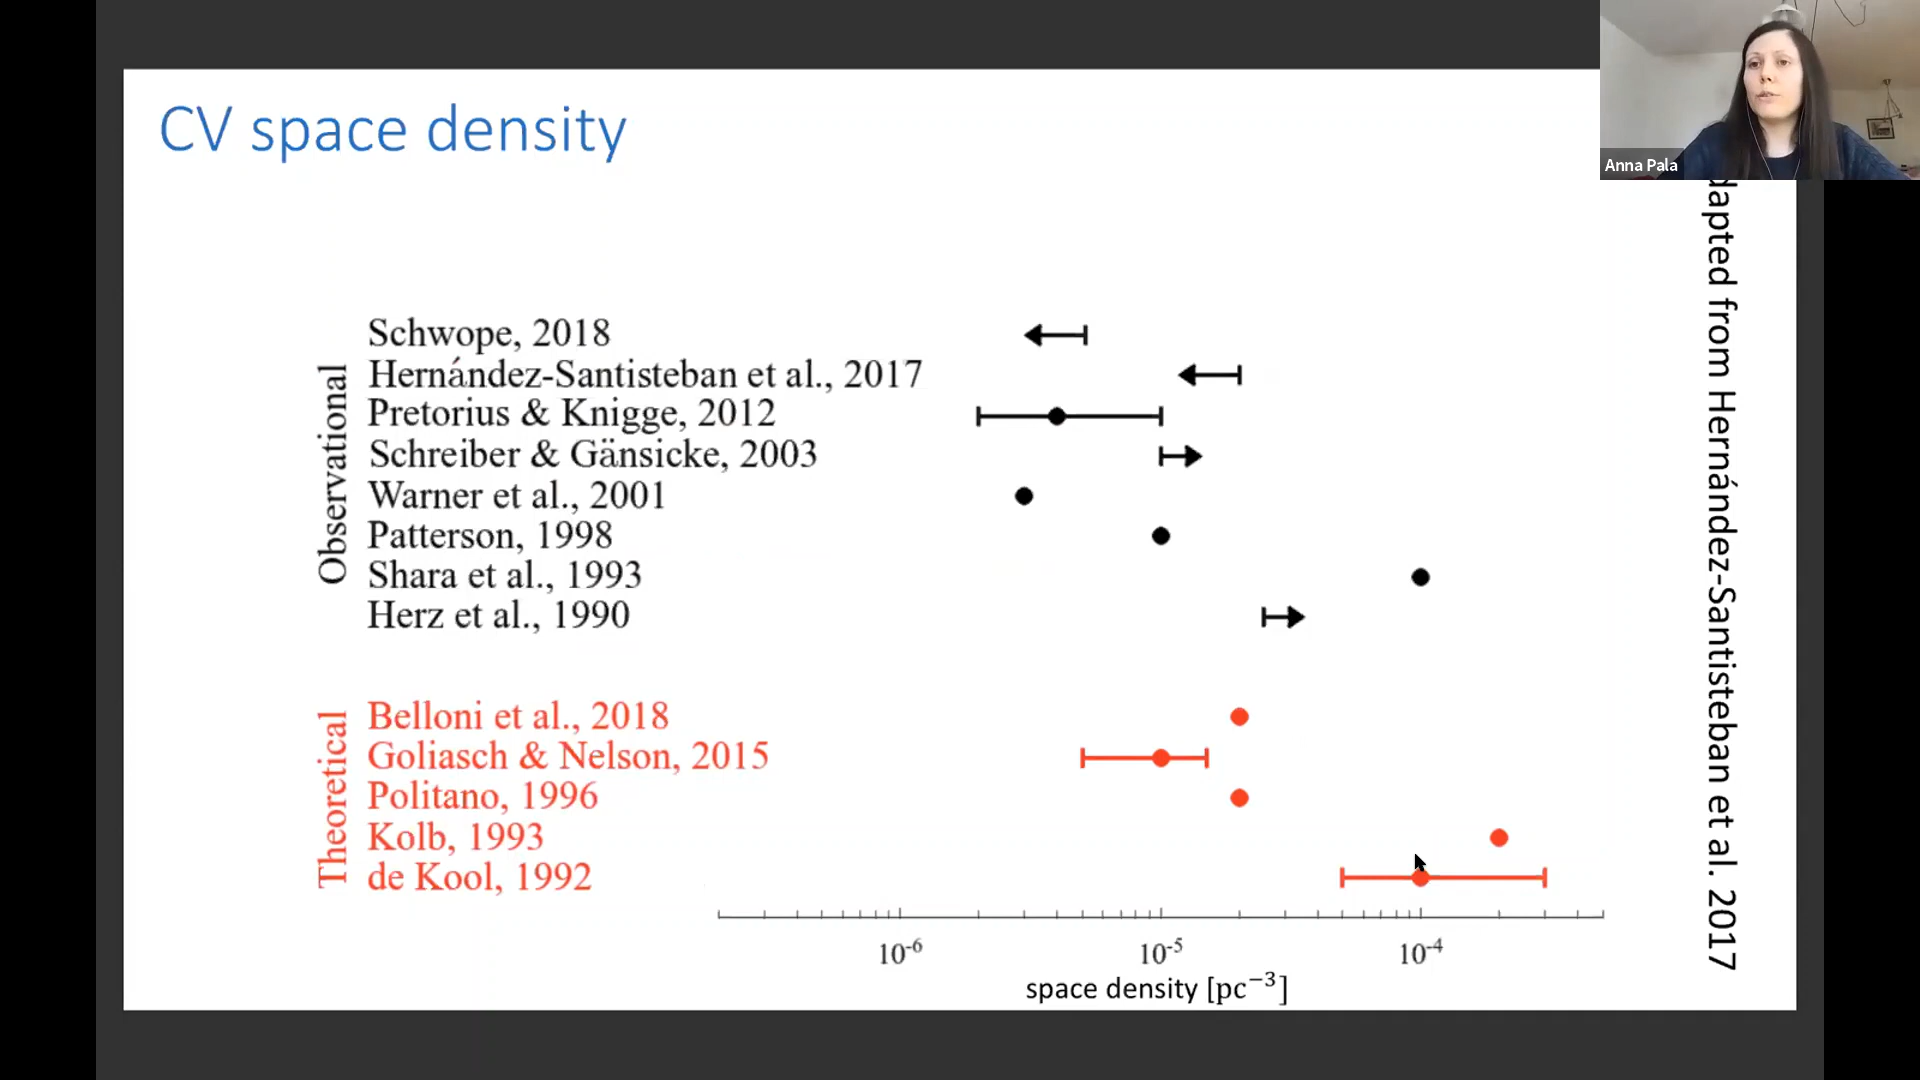 CV space density
Anna Pala
dapted from Hernández-Santisteban et al. 2017
Observational
Schwope, 2018
Hernández-Santisteban et al., 2017
Pretorius & Knigge, 2012
Schreiber & Gänsicke, 2003
Warner et al., 2001
Patterson, 1998
Shara et al., 1993
Herz et al., 1990
Theoretical
Belloni et al., 2018
Goliasch & Nelson, 2015
Politano, 1996
Kolb, 1993
de Kool, 1992
10⁻⁶ 10⁻⁵ 10⁻⁴
space density [pc⁻³]